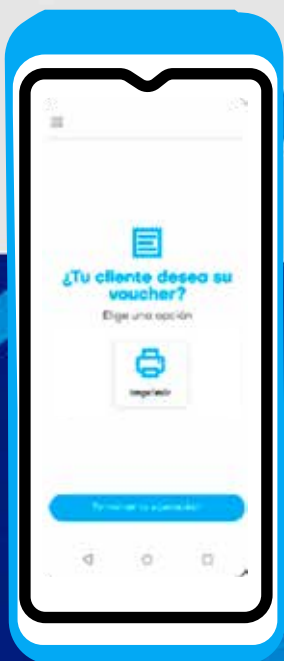 ¿Tu cliente desea su
voucher?
Elige una opción
Imprimir